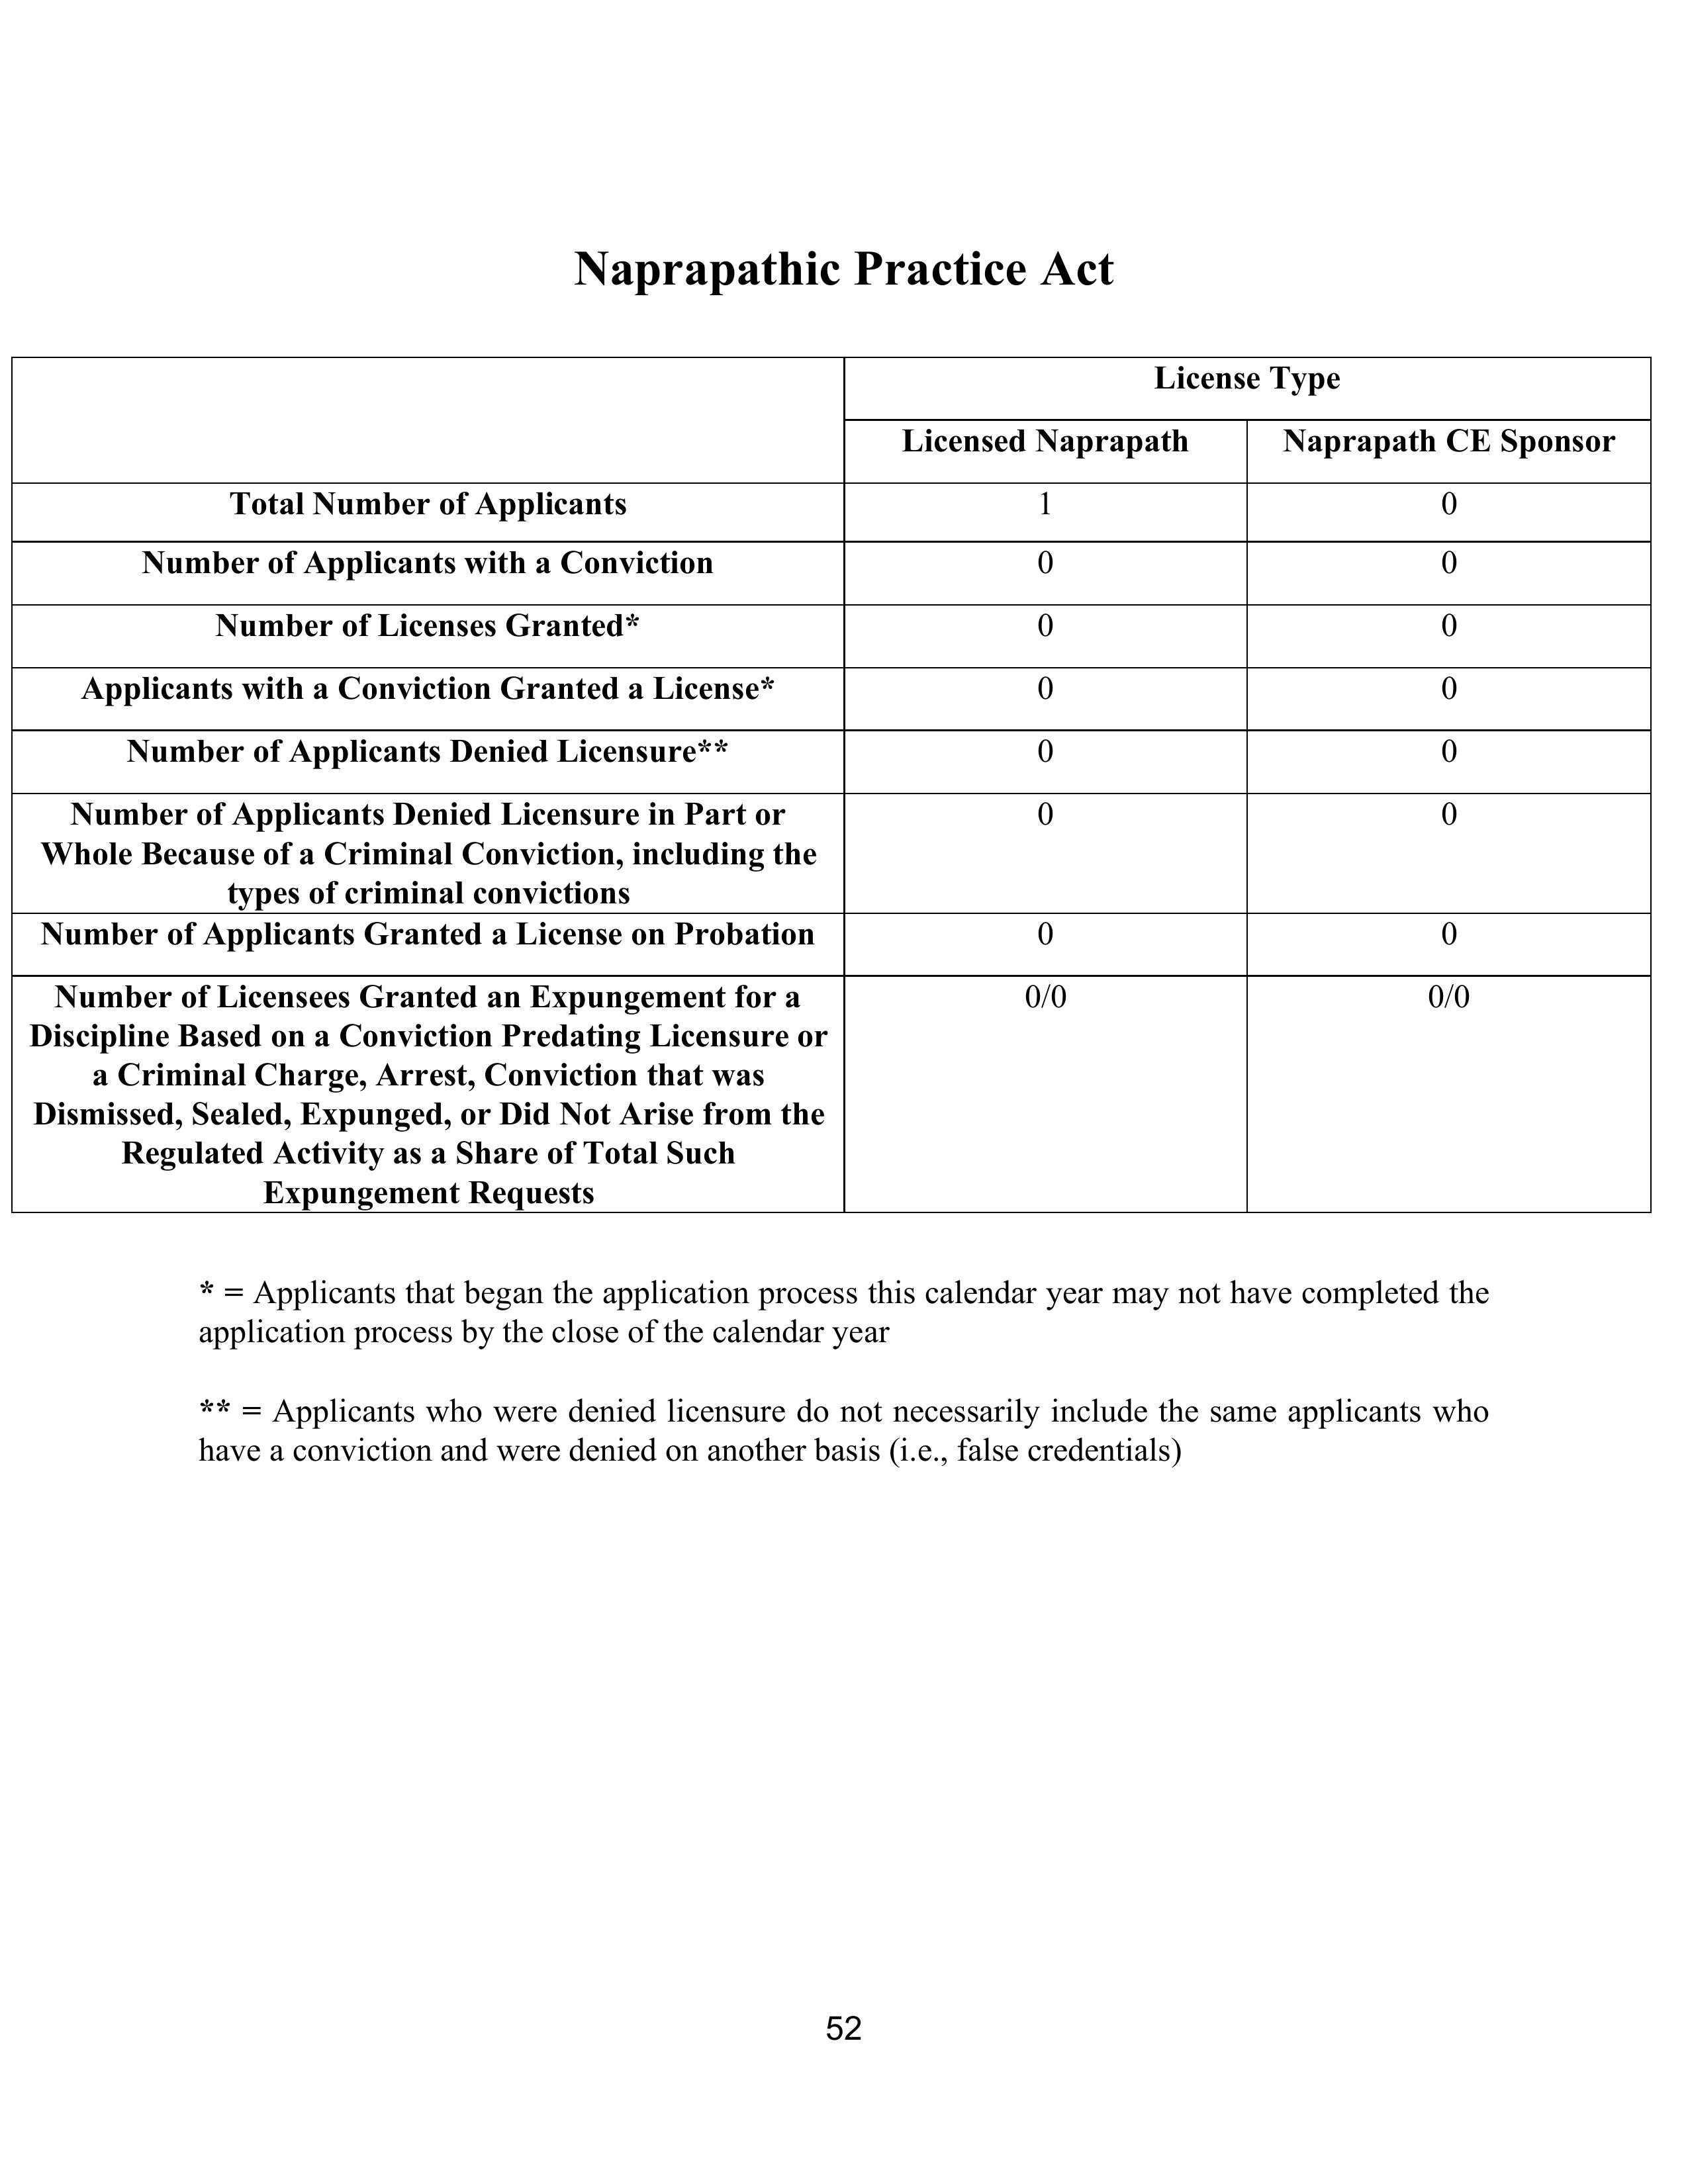 Naprapathic Practice Act
License Type
Licensed Naprapath Naprapath CE Sponsor
Total Number of Applicants 1 0
Number of Applicants with a Conviction 0 0
Number of Licenses Granted* 0 0
Applicants with a Conviction Granted a License* 0 0
Number of Applicants Denied Licensure** 0 0
Number of Applicants Denied Licensure in Part or 0 0
Whole Because of a Criminal Conviction, including the
types of criminal convictions
Number of Applicants Granted a License on Probation 0 0
Number of Licensees Granted an Expungement for a 0/0 0/0
Discipline Based on a Conviction Predating Licensure or
a Criminal Charge, Arrest, Conviction that was
Dismissed, Sealed, Expunged, or Did Not Arise from the
Regulated Activity as a Share of Total Such
Expungement Requests
* = Applicants that began the application process this calendar year may not have completed the
application process by the close of the calendar year
** = Applicants who were denied licensure do not necessarily include the same applicants who
have a conviction and were denied on another basis (i.e., false credentials)
52